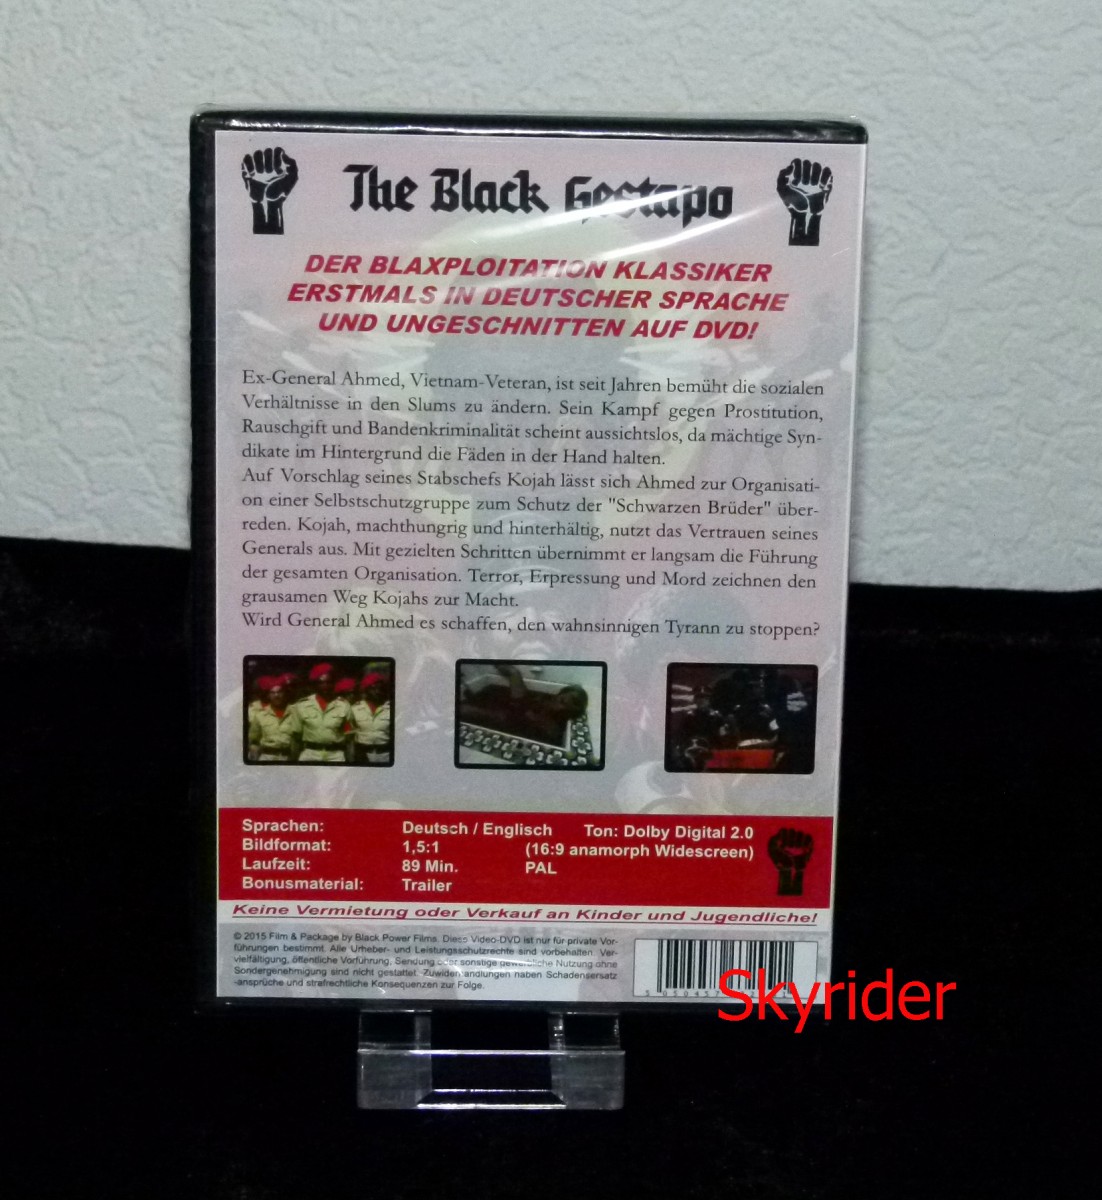 The Black Gestapo
DER BLAXPLOITATION KLASSIKER
ERSTMALS IN DEUTSCHER SPRACHE
UND UNGESCHNITTEN AUF DVD!
Ex-General Ahmed, Vietnam-Veteran, ist seit Jahren bemüht die sozialen
Verhältnisse in den Slums zu ändern. Sein Kampf gegen Prostitution,
Rauschgift und Bandenkriminalität scheint aussichtslos, da mächtige Syn-
dikate im Hintergrund die Fäden in der Hand halten.
Auf Vorschlag seines Stabschefs Kojah lässt sich Ahmed zur Organisati-
on einer Selbstschutzgruppe zum Schutz der "Schwarzen Brüder" über-
reden. Kojah, machthungrig und hinterhältig, nutzt das Vertrauen seines
Generals aus. Mit gezielten Schritten übernimmt er langsam die Führung
der gesamten Organisation. Terror, Erpressung und Mord zeichnen den
grausamen Weg Kojahs zur Macht.
Wird General Ahmed es schaffen, den wahnsinnigen Tyrann zu stoppen?
Sprachen: Deutsch / Englisch Ton: Dolby Digital 2.0
Bildformat: 1,5:1 (16:9 anamorph Widescreen)
Laufzeit: 89 Min. PAL
Bonusmaterial: Trailer
Keine Vermietung oder Verkauf an Kinder und Jugendliche!
© 2015 Film & Package by Black Power Films. Diese Video-DVD ist nur für private Vor-
führungen bestimmt. Alle Urheber- und Leistungsschutzrechte sind vorbehalten. Ver-
vielfältigung, öffentliche Vorführung, Sendung oder sonstige gewerbliche Nutzung ohne
Sondergenehmigung sind nicht gestattet. Zuwiderhandlungen haben Schadensersatz
-ansprüche und strafrechtliche Konsequenzen zur Folge.
Skyrider